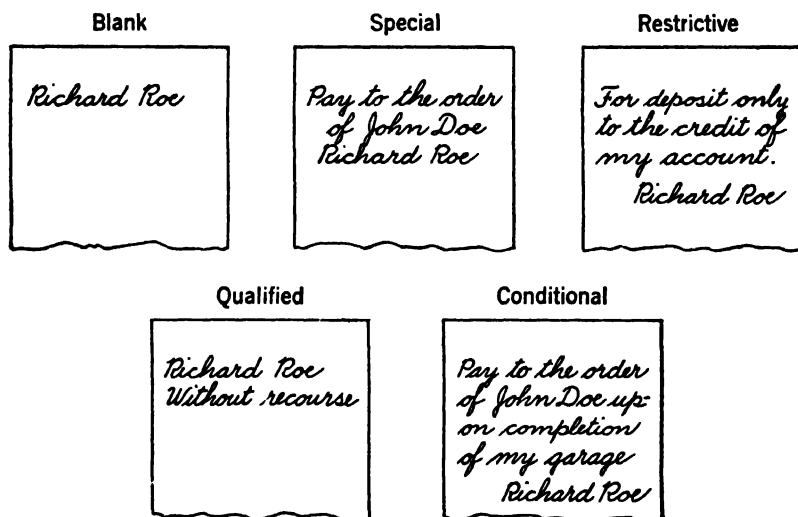 Blank
Richard Roe
Special
Pay to the order
of John Doe
Richard Roe
Restrictive
For deposit only
to the credit of
my account.
Richard Roe
Qualified
Richard Roe
Without recourse
Conditional
Pay to the order
of John Doe up-
on completion
of my garage
Richard Roe